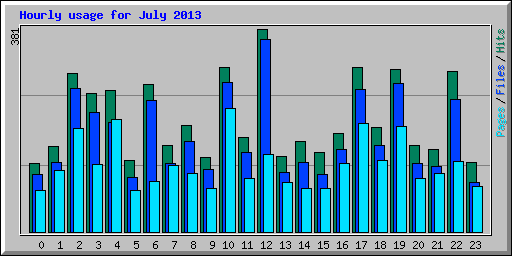 Hourly usage for July 2013
381
Pages/Files/Hits
0 1 2 3 4 5 6 7 8 9 10 11 12 13 14 15 16 17 18 19 20 21 22 23